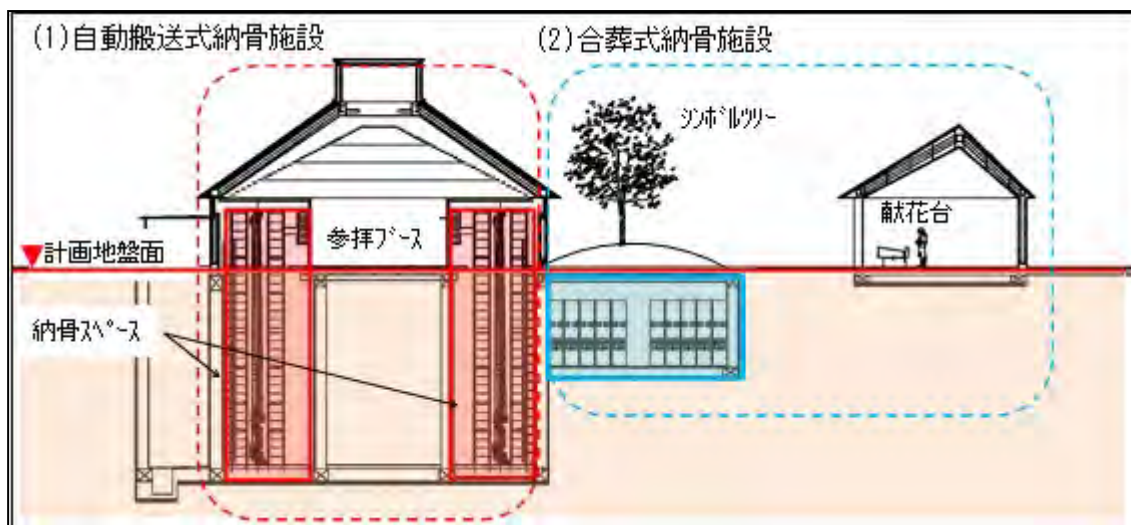 (1)自動搬送式納骨施設
(2)合葬式納骨施設
シンボルツリー
参拝ブース
献花台
▼計画地盤面
納骨スペース